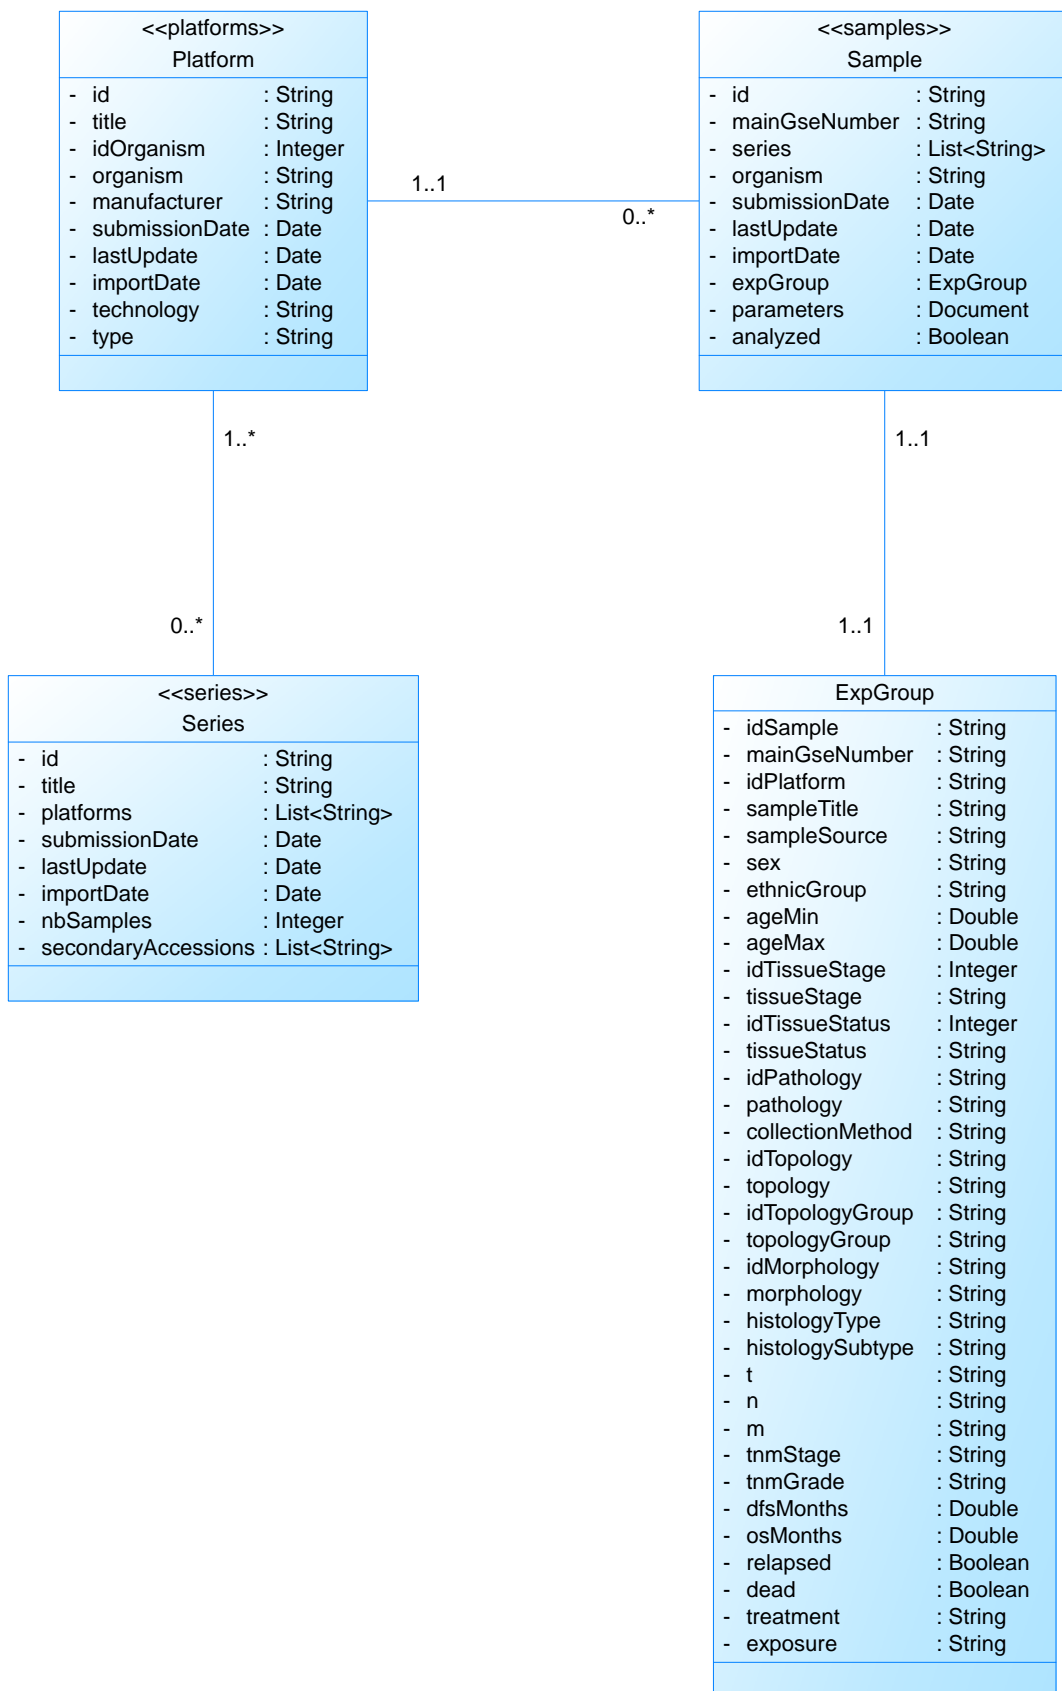 <<platforms>>
Platform
- id : String
- title : String
- idOrganism : Integer
- organism : String
- manufacturer : String
- submissionDate : Date
- lastUpdate : Date
- importDate : Date
- technology : String
- type : String
1..1
0..*
<<samples>>
Sample
- id : String
- mainGseNumber : String
- series : List<String>
- organism : String
- submissionDate : Date
- lastUpdate : Date
- importDate : Date
- expGroup : ExpGroup
- parameters : Document
- analyzed : Boolean
1..*
0..*
1..1
1..1
<<series>>
Series
- id : String
- title : String
- platforms : List<String>
- submissionDate : Date
- lastUpdate : Date
- importDate : Date
- nbSamples : Integer
- secondaryAccessions : List<String>
ExpGroup
- idSample : String
- mainGseNumber : String
- idPlatform : String
- sampleTitle : String
- sampleSource : String
- sex : String
- ethnicGroup : String
- ageMin : Double
- ageMax : Double
- idTissueStage : Integer
- tissueStage : String
- idTissueStatus : Integer
- tissueStatus : String
- idPathology : String
- pathology : String
- collectionMethod : String
- idTopology : String
- topology : String
- idTopologyGroup : String
- topologyGroup : String
- idMorphology : String
- morphology : String
- histologyType : String
- histologySubtype : String
- t : String
- n : String
- m : String
- tnmStage : String
- tnmGrade : String
- dfsMonths : Double
- osMonths : Double
- relapsed : Boolean
- dead : Boolean
- treatment : String
- exposure : String